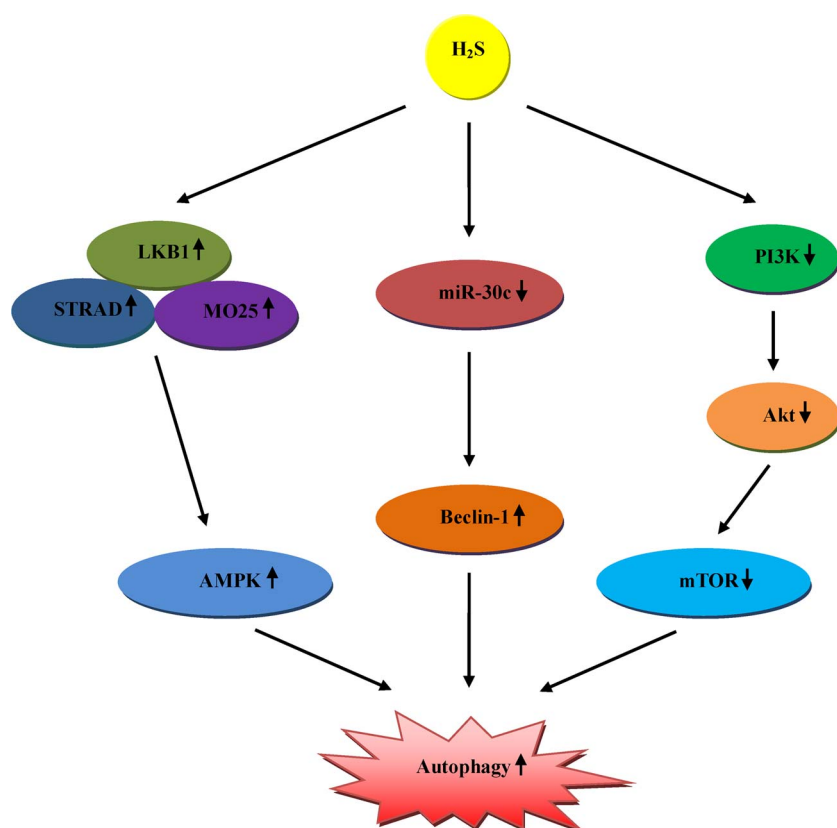 H₂S
LKB1↑
PI3K↓
STRAD↑
MO25↑
miR-30c↓
Akt↓
Beclin-1↑
AMPK↑
mTOR↓
Autophagy↑